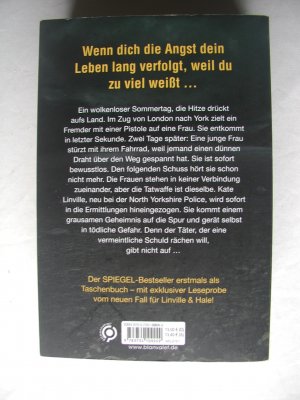 Wenn dich die Angst dein
Leben lang verfolgt, weil du
zu viel weißt ...
Ein wolkenloser Sommertag, die Hitze drückt
aufs Land. Im Zug von London nach York zielt ein
Fremder mit einer Pistole auf eine Frau. Sie entkommt
in letzter Sekunde. Zwei Tage später: Eine junge Frau
stürzt mit ihrem Fahrrad, weil jemand einen dünnen
Draht über den Weg gespannt hat. Sie ist sofort
bewusstlos. Den folgenden Schuss hört sie schon
nicht mehr. Die Frauen stehen in keiner Verbindung
zueinander, aber die Tatwaffe ist dieselbe. Kate
Linville, neu bei der North Yorkshire Police, wird
sofort in die Ermittlungen hineingezogen. Sie kommt einem
grausamen Geheimnis auf die Spur und gerät selbst
in tödliche Gefahr. Denn der Täter, der eine
vermeintliche Schuld rächen will,
gibt nicht auf ...
Der SPIEGEL-Bestseller erstmals als
Taschenbuch – mit exklusiver Leseprobe
vom neuen Fall für Linville & Hale!
www.blanvalet.de